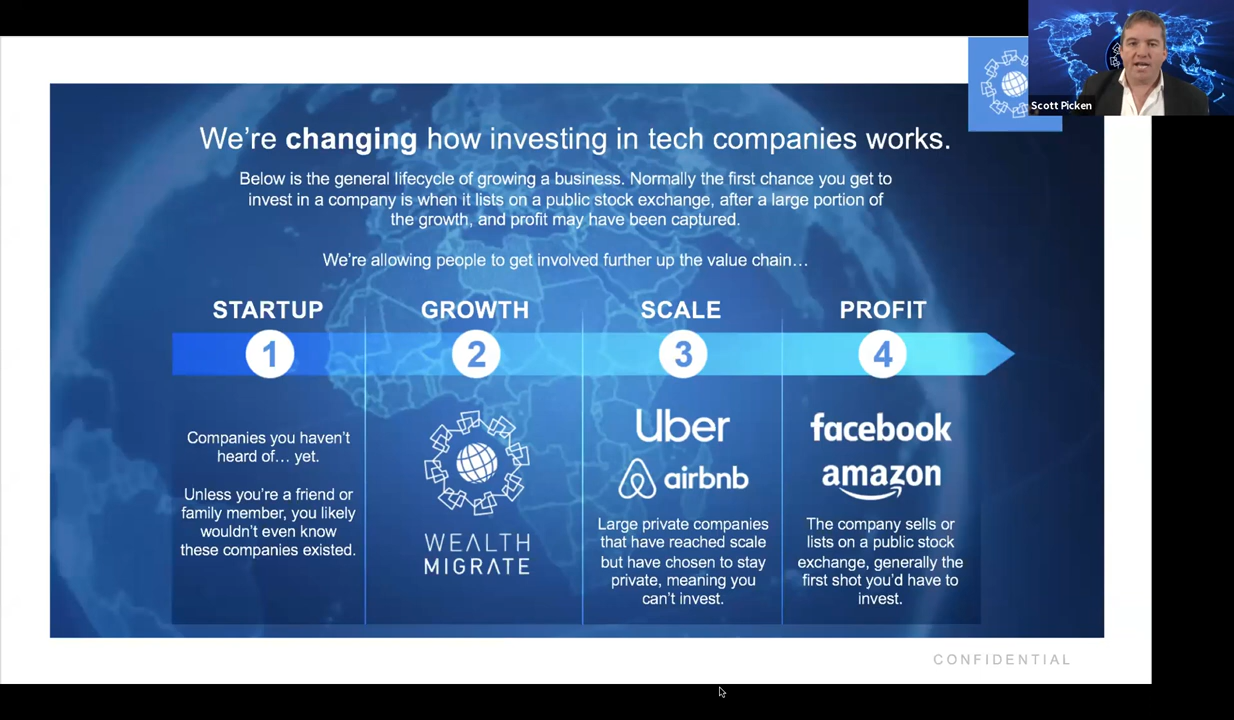 Scott Picken
We're changing how investing in tech companies works.
Below is the general lifecycle of growing a business. Normally the first chance you get to
invest in a company is when it lists on a public stock exchange, after a large portion of
the growth, and profit may have been captured.
We're allowing people to get involved further up the value chain…
STARTUP
GROWTH
SCALE
PROFIT
1
2
3
4
Companies you haven't
heard of… yet.
Unless you're a friend or
family member, you likely
wouldn't even know
these companies existed.
WEALTH
MIGRATE
Uber
airbnb
Large private companies
that have reached scale
but have chosen to stay
private, meaning you
can't invest.
facebook
amazon
The company sells or
lists on a public stock
exchange, generally the
first shot you'd have to
invest.
CONFIDENTIAL